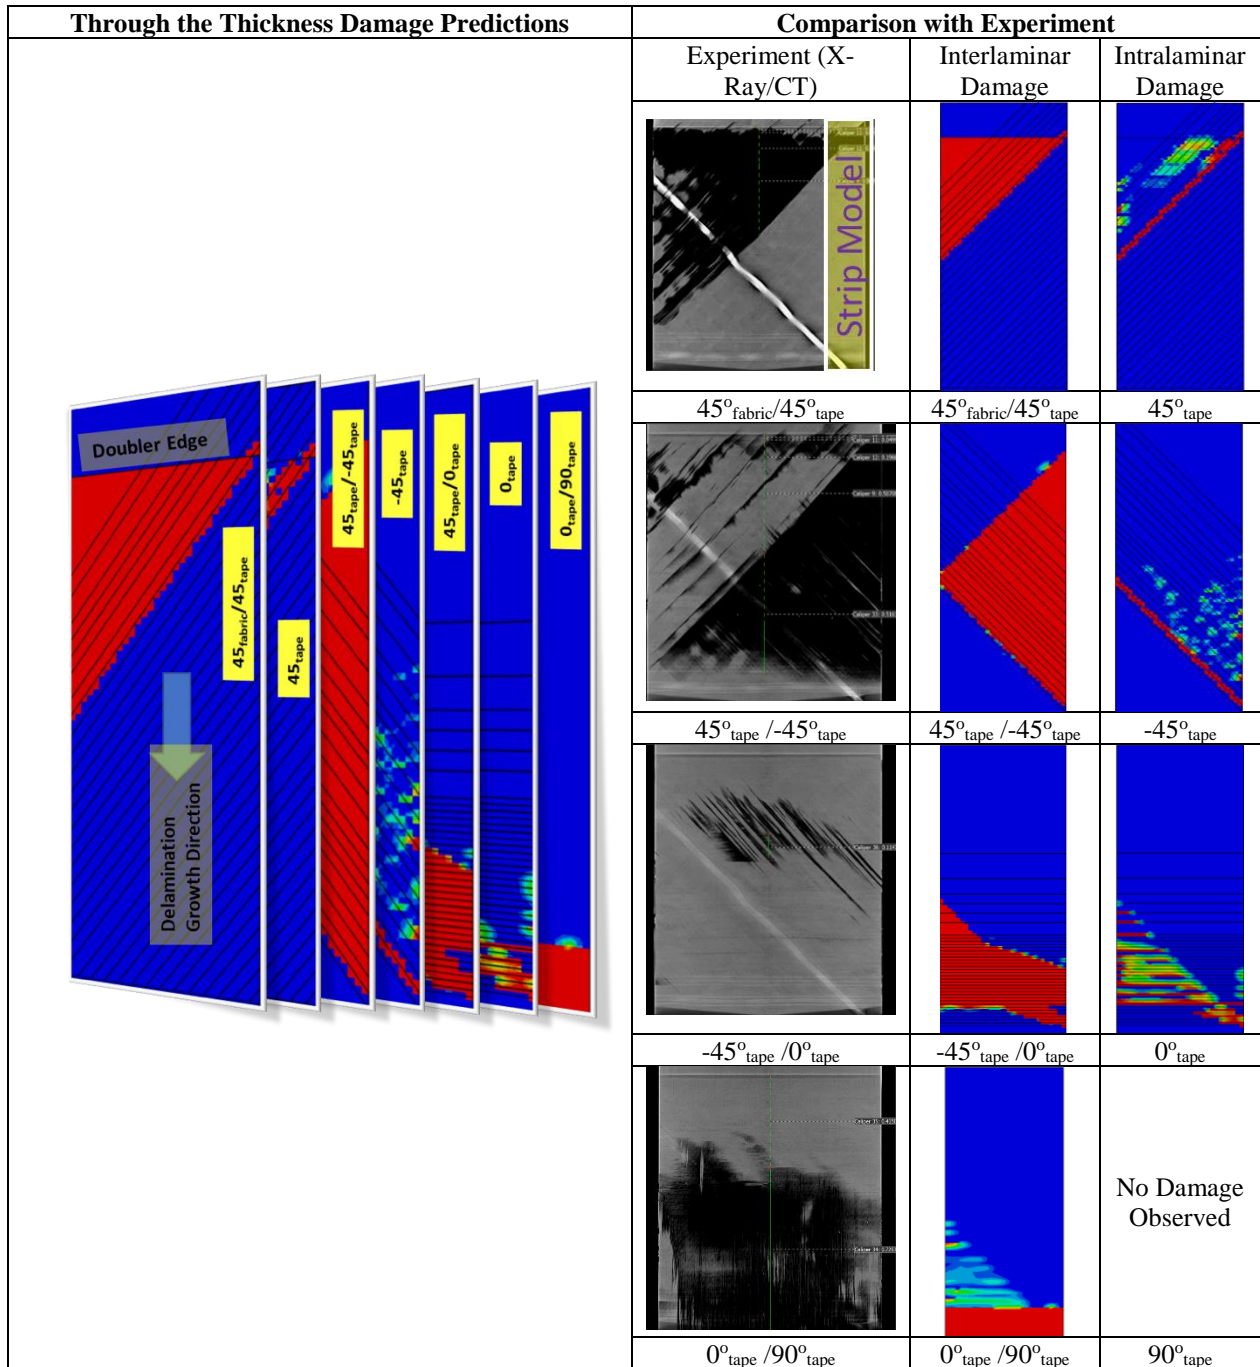 Through the Thickness Damage Predictions
Comparison with Experiment
Experiment (X-
Ray/CT)
Interlaminar
Damage
Intralaminar
Damage
Doubler Edge
45fabric/45tape
45tape
45tape/-45tape
-45tape
45tape/0tape
0tape
0tape/90tape
Delamination
Growth Direction
Strip Model
45°fabric/45°tape
45°fabric/45°tape
45°tape
45°tape /-45°tape
45°tape /-45°tape
-45°tape
-45°tape /0°tape
-45°tape /0°tape
0°tape
No Damage
Observed
0°tape /90°tape
0°tape /90°tape
90°tape